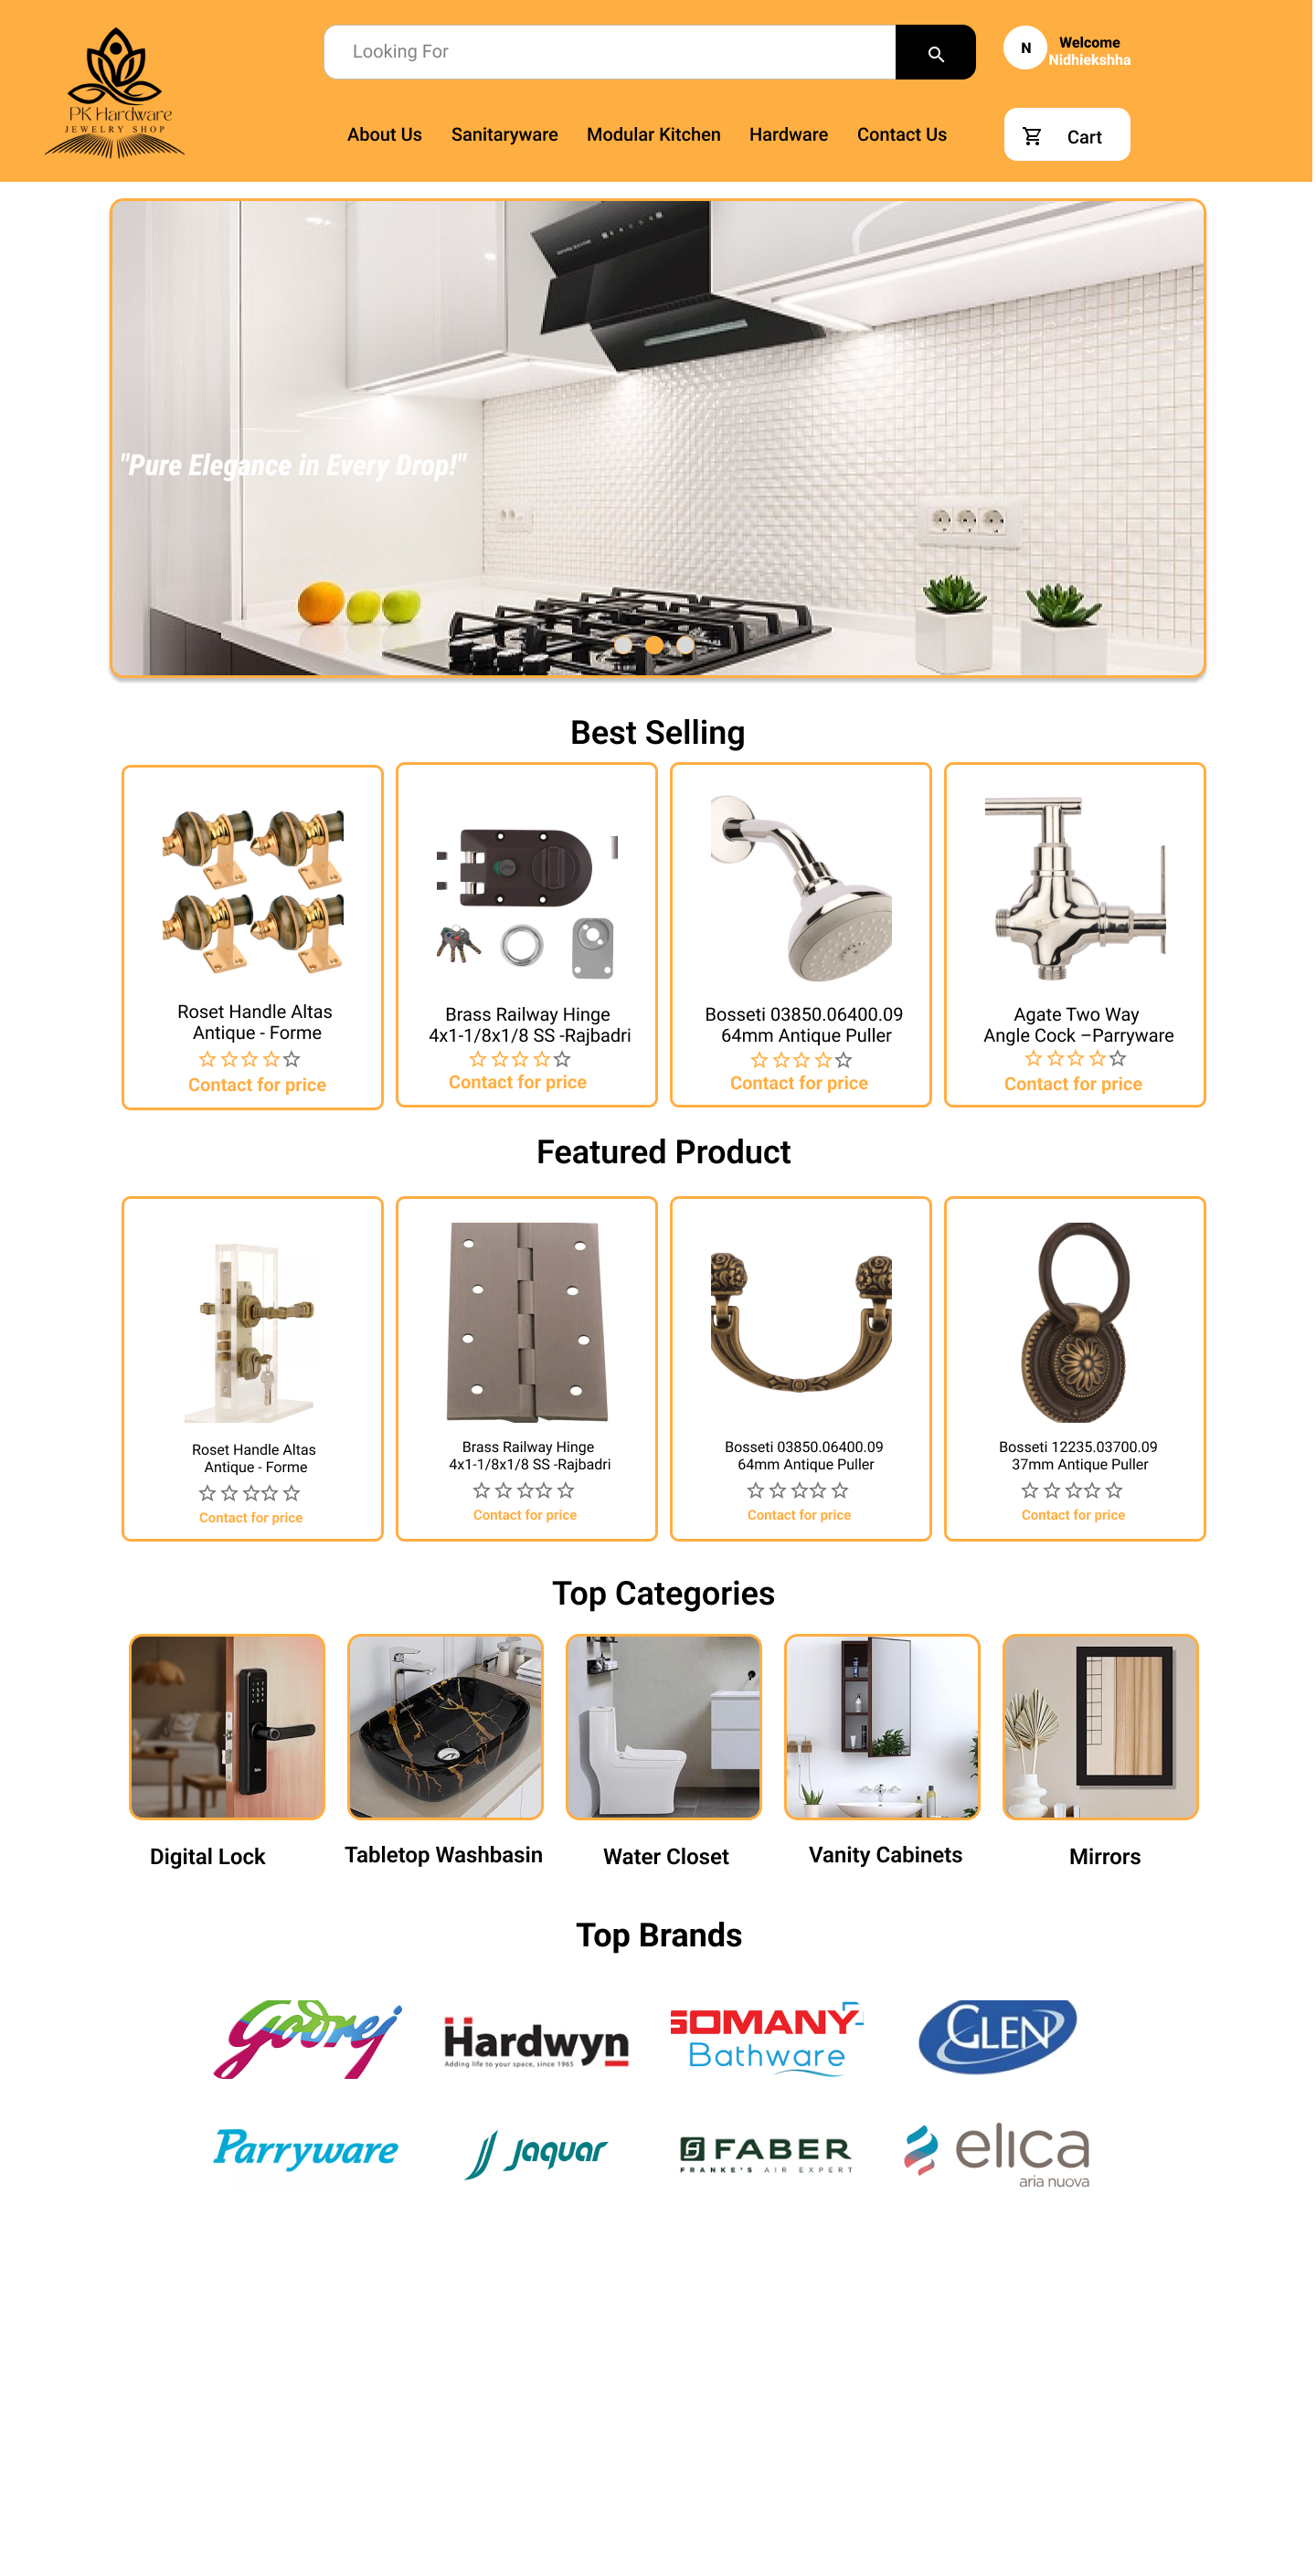 Looking For
N
Welcome
Nidhiekshha
PK Hardware
JEWELRY SHOP
About Us
Sanitaryware
Modular Kitchen
Hardware
Contact Us
Cart
"Pure Elegance in Every Drop!"
Best Selling
Roset Handle Altas
Antique - Forme
Contact for price
Brass Railway Hinge
4x1-1/8x1/8 SS -Rajbadri
Contact for price
Bosseti 03850.06400.09
64mm Antique Puller
Contact for price
Agate Two Way
Angle Cock –Parryware
Contact for price
Featured Product
Roset Handle Altas
Antique - Forme
Contact for price
Brass Railway Hinge
4x1-1/8x1/8 SS -Rajbadri
Contact for price
Bosseti 03850.06400.09
64mm Antique Puller
Contact for price
Bosseti 12235.03700.09
37mm Antique Puller
Contact for price
Top Categories
Digital Lock
Tabletop Washbasin
Water Closet
Vanity Cabinets
Mirrors
Top Brands
Godrej
Hardwyn
Adding life to your space, since 1965
SOMANY
Bathware
GLEN
Parryware
Jaquar
FABER
FRANKE'S AIR EXPERT
elica
aria nuova